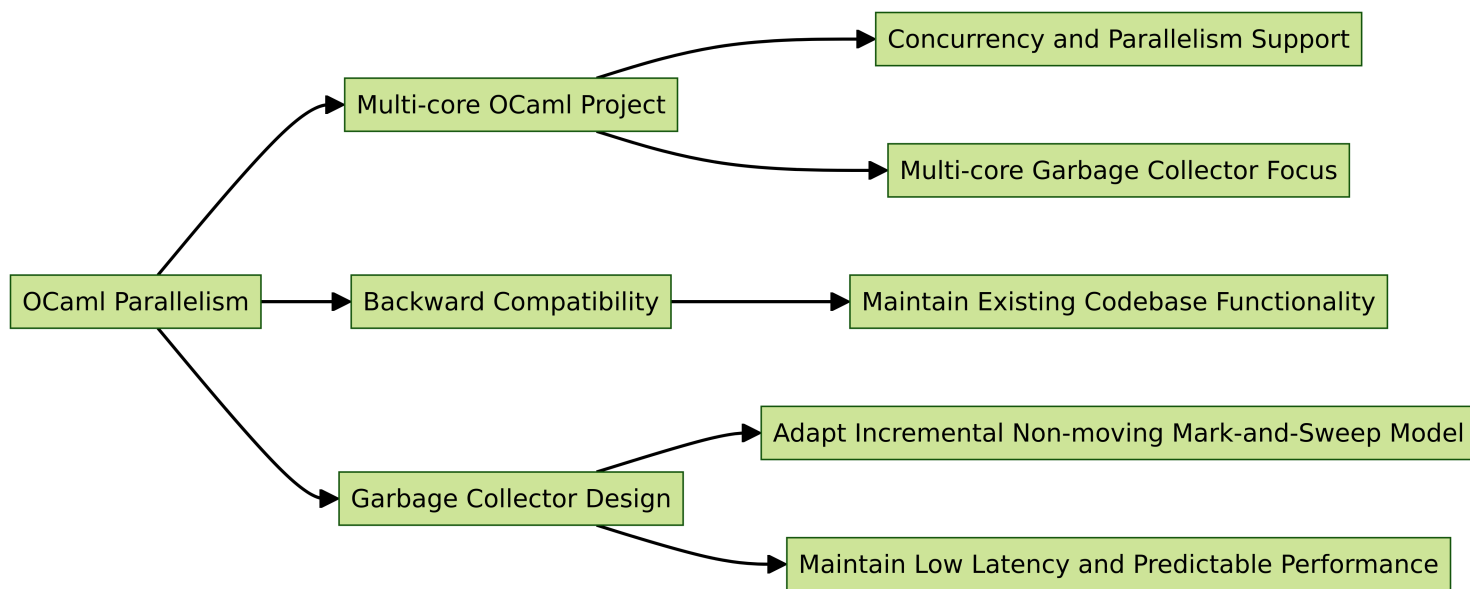 Concurrency and Parallelism Support
Multi-core OCaml Project
Multi-core Garbage Collector Focus
OCaml Parallelism
Backward Compatibility
Maintain Existing Codebase Functionality
Adapt Incremental Non-moving Mark-and-Sweep Model
Garbage Collector Design
Maintain Low Latency and Predictable Performance